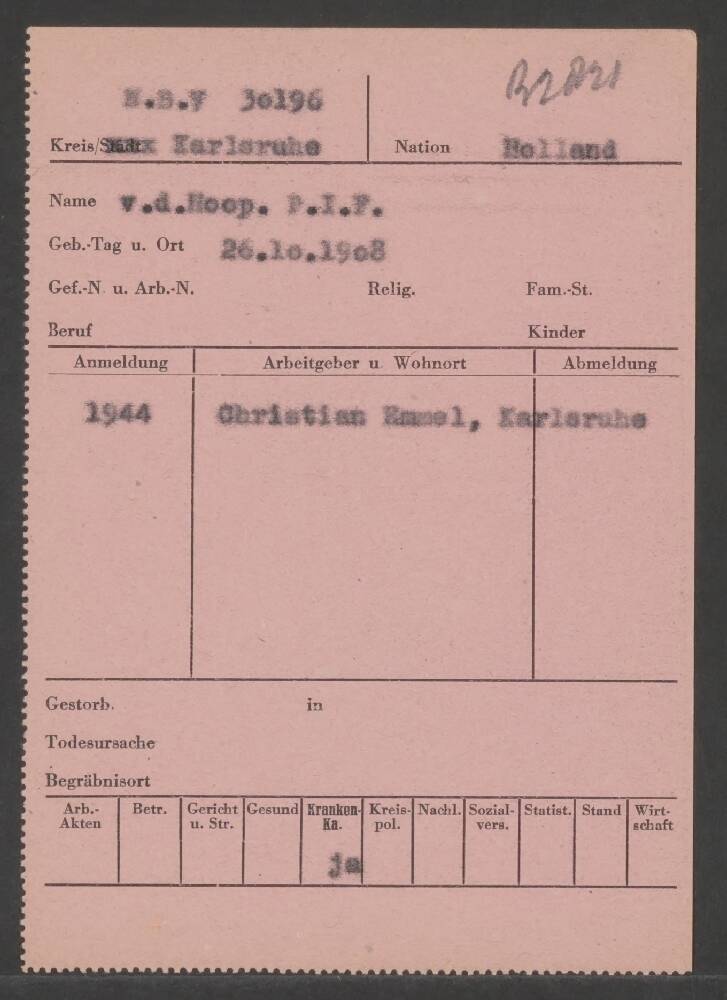 30196
Kreis/Stadt xxx Karlsruhe Nation Holland
Name v.d.Hoop. P.I.F.
Geb.-Tag u. Ort 26.10.1908
Gef.-N. u. Arb.-N. Relig. Fam.-St.
Beruf Kinder
Anmeldung Arbeitgeber u. Wohnort Abmeldung
1944 Christian Emmel, Karlsruhe
Gestorb. in
Todesursache
Begräbnisort
Arb.- Betr. Gericht Gesund Kranken- Kreis- Nachl. Sozial- Statist. Stand Wirt-
Akten u. Str. Ka. pol. vers. schaft
ja